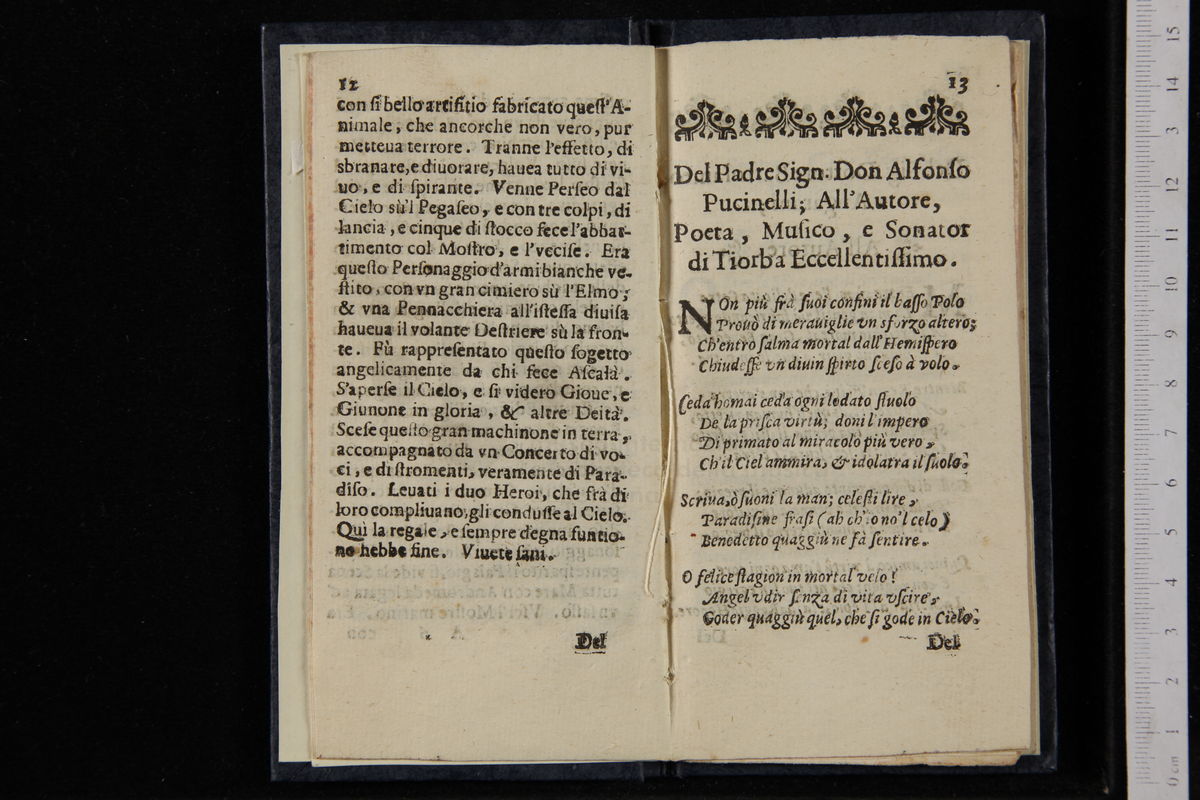 12
con ſi bello artifitio fabricato queſt'A-
nimale, che ancorche non vero, pur
metteua terrore. Tranne l'effetto, di
sbranare, e diuorare, hauea tutto di vi-
uo, e di ſpirante. Venne Perſeo dal
Cielo sù'l Pegaſeo, e con tre colpi, di
lancia, e cinque di ſtocco fece l'abbat-
timento col Moſtro, e l'vcciſe. Era
queſto Perſonaggio d'armi bianche ve-
ſtito, con vn gran cimiero sù l'Elmo;
& vna Pennacchiera all'iſteſſa diuiſa
haueua il volante Deſtriere sù la fron-
te. Fù rappreſentato queſto ſogetto
angelicamente da chi fece Aſcalà.
S'aperſe il Cielo, e ſi videro Gioue, e
Giunone in gloria, & altre Deità.
Sceſe queſto gran machinone in terra,
accompagnato da vn Concerto di vo-
ci, e di ſtromenti, veramente di Para-
diſo. Leuati i duo Heroi, che frà di
loro compliuano, gli conduſſe al Cielo.
Qui la regale, e ſempre degna funtio-
ne hebbe fine. Viuete ſani.
Del
13
Del Padre Sign. Don Alfonſo
Pucinelli; All'Autore,
Poeta, Muſico, e Sonator
di Tiorba Eccellentiſſimo.
NOn più frà ſuoi confini il baſſo Polo
Prouò di merauiglie vn sforzo altero;
Ch'entro ſalma mortal dall'Hemiſpero
Chiudeſſe vn diuin ſpirto ſceſo à volo.
Ceda homai ceda ogni lodato ſtuolo
De la priſca virtù; doni l'impero
Di primato al miracolo più vero,
Ch'il Ciel ammira, & idolatra il ſuolo.
Scriua, ò ſuoni la man; celeſti lire,
Paradiſine fraſi (ah ch'io no'l celo)
Benedetto quaggiù ne fà ſentire.
O felice ſtagion in mortal velo!
Angel vdir ſenza di vita vſcire,
Goder quaggiù quel, che ſi gode in Cielo.
Del